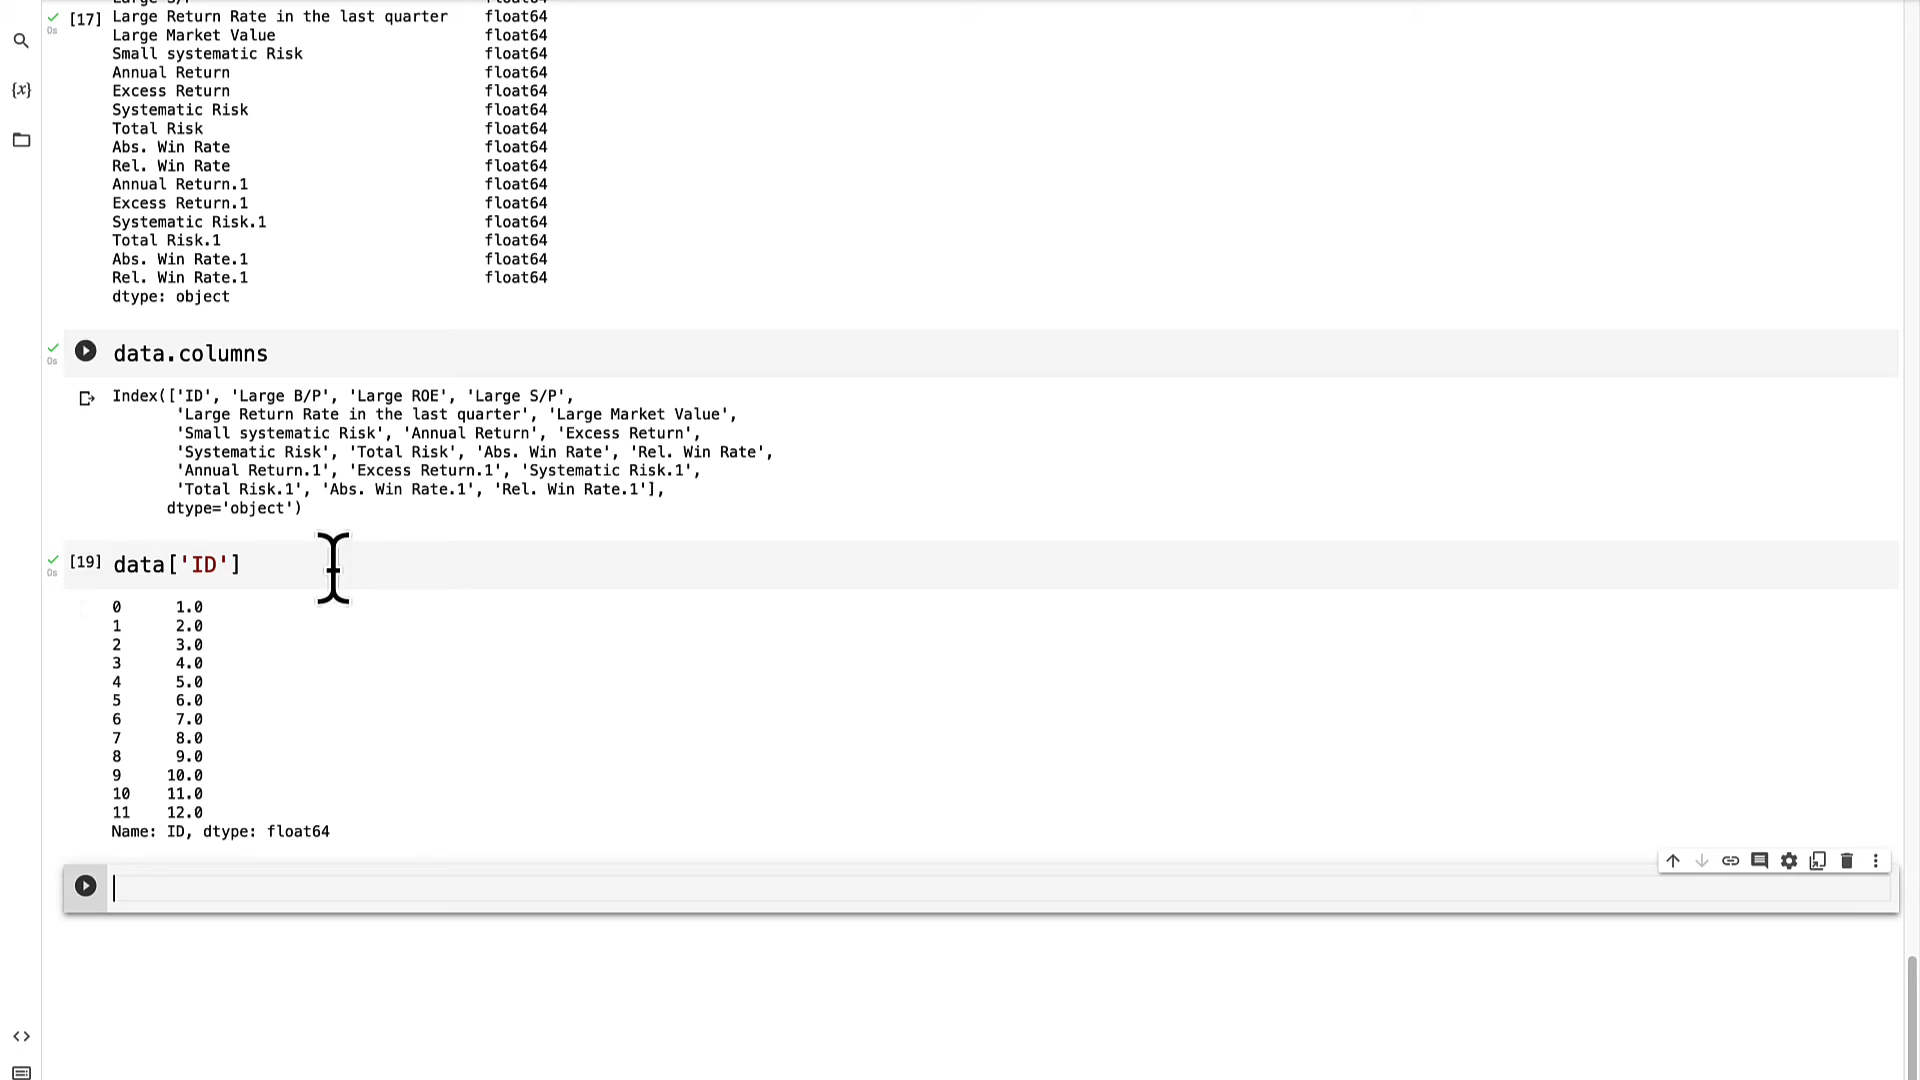 Large S/P float64
[17] Large Return Rate in the last quarter float64
0s
Large Market Value float64
Small systematic Risk float64
Annual Return float64
{x}
Excess Return float64
Systematic Risk float64
Total Risk float64
Abs. Win Rate float64
Rel. Win Rate float64
Annual Return.1 float64
Excess Return.1 float64
Systematic Risk.1 float64
Total Risk.1 float64
Abs. Win Rate.1 float64
Rel. Win Rate.1 float64
dtype: object
data.columns
0s
Index(['ID', 'Large B/P', 'Large ROE', 'Large S/P',
'Large Return Rate in the last quarter', 'Large Market Value',
'Small systematic Risk', 'Annual Return', 'Excess Return',
'Systematic Risk', 'Total Risk', 'Abs. Win Rate', 'Rel. Win Rate',
'Annual Return.1', 'Excess Return.1', 'Systematic Risk.1',
'Total Risk.1', 'Abs. Win Rate.1', 'Rel. Win Rate.1'],
dtype='object')
[19] data['ID']
0s
0 1.0
1 2.0
2 3.0
3 4.0
4 5.0
5 6.0
6 7.0
7 8.0
8 9.0
9 10.0
10 11.0
11 12.0
Name: ID, dtype: float64